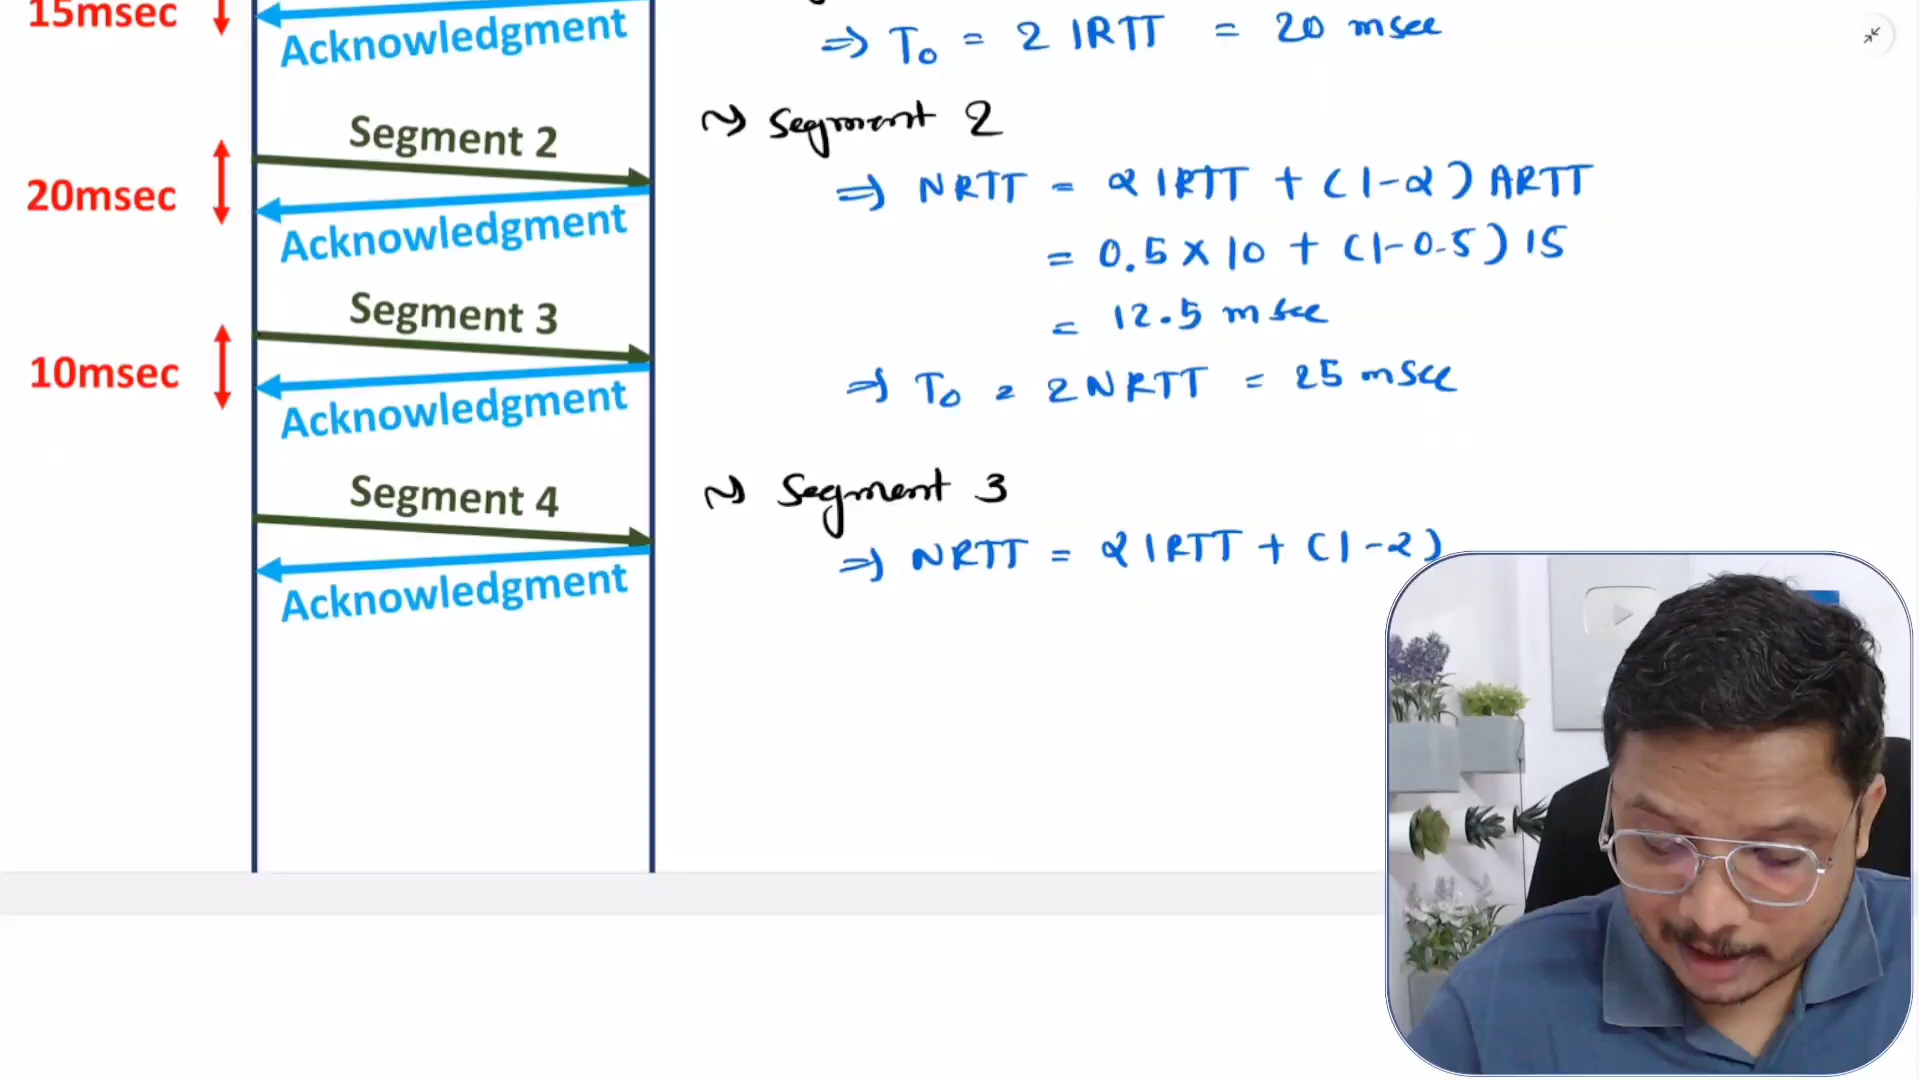 15msec
Acknowledgment
⇒ To = 2 IRTT = 20 msec
Segment 2
20msec
Acknowledgment
Segment 3
10msec
Acknowledgment
Segment 4
Acknowledgment
~> Segment 2
⇒ NRTT = α IRTT + (1-α) ARTT
= 0.5 × 10 + (1-0.5) 15
= 12.5 msec
⇒ To = 2 NRTT = 25 msec
~> Segment 3
⇒ NRTT = α IRTT + (1-α)